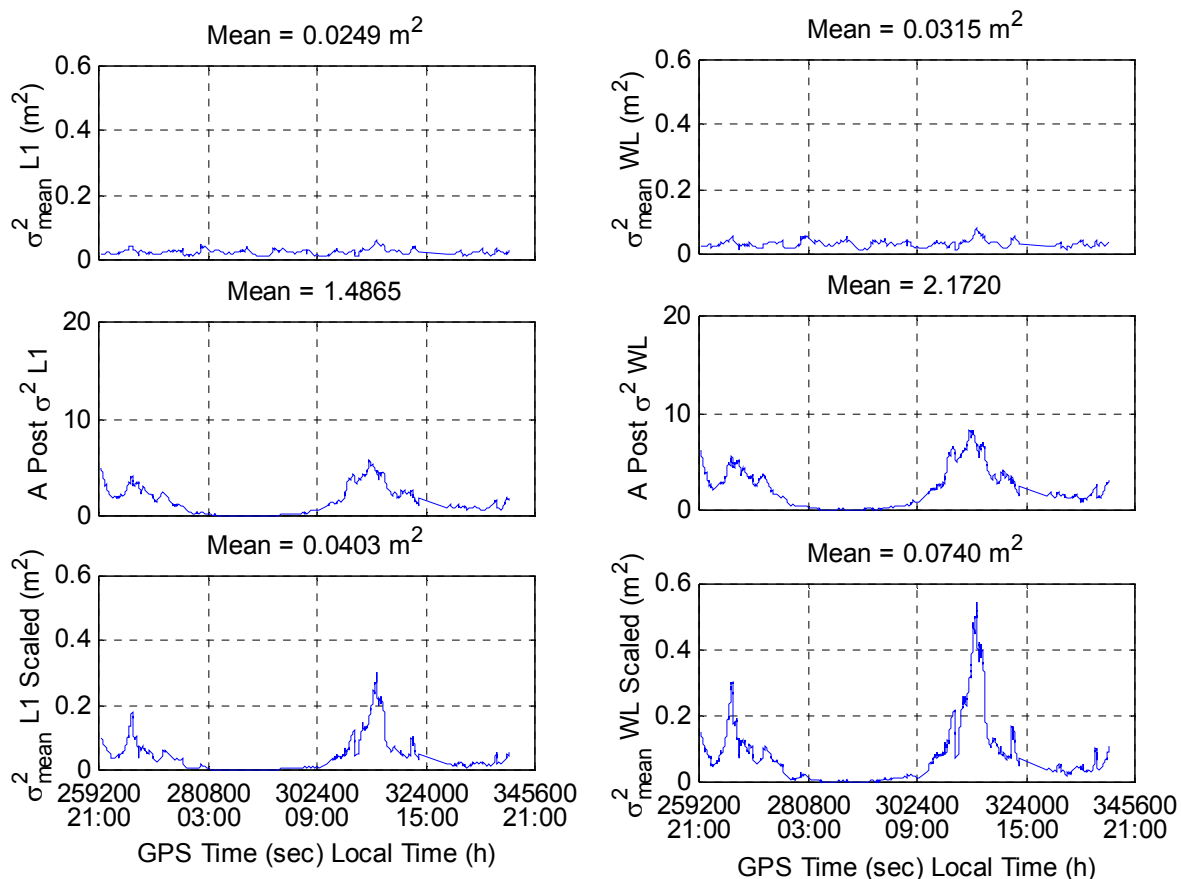 Mean = 0.0249 m²
σ²mean L1 (m²)
0.6
0.4
0.2
0
Mean = 1.4865
A Post σ² L1
20
10
0
Mean = 0.0403 m²
σ²mean L1 Scaled (m²)
0.6
0.4
0.2
0
259200 280800 302400 324000 345600
21:00 03:00 09:00 15:00 21:00
GPS Time (sec) Local Time (h)
Mean = 0.0315 m²
σ²mean WL (m²)
0.6
0.4
0.2
0
Mean = 2.1720
A Post σ² WL
20
10
0
Mean = 0.0740 m²
σ²mean WL Scaled (m²)
0.6
0.4
0.2
0
259200 280800 302400 324000 345600
21:00 03:00 09:00 15:00 21:00
GPS Time (sec) Local Time (h)